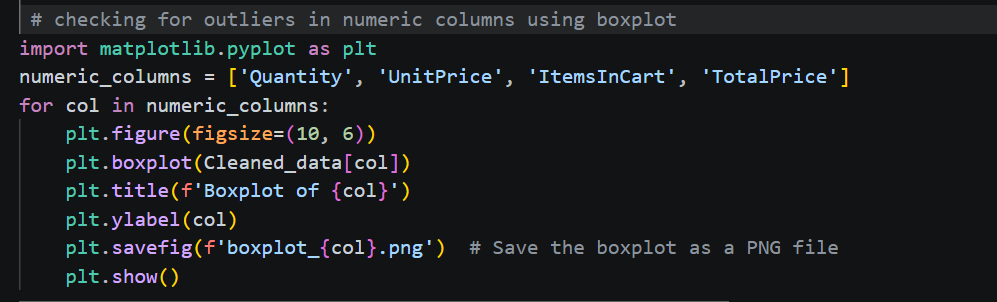 # checking for outliers in numeric columns using boxplot
import matplotlib.pyplot as plt
numeric_columns = ['Quantity', 'UnitPrice', 'ItemsInCart', 'TotalPrice']
for col in numeric_columns:
    plt.figure(figsize=(10, 6))
    plt.boxplot(Cleaned_data[col])
    plt.title(f'Boxplot of {col}')
    plt.ylabel(col)
    plt.savefig(f'boxplot_{col}.png')  # Save the boxplot as a PNG file
    plt.show()